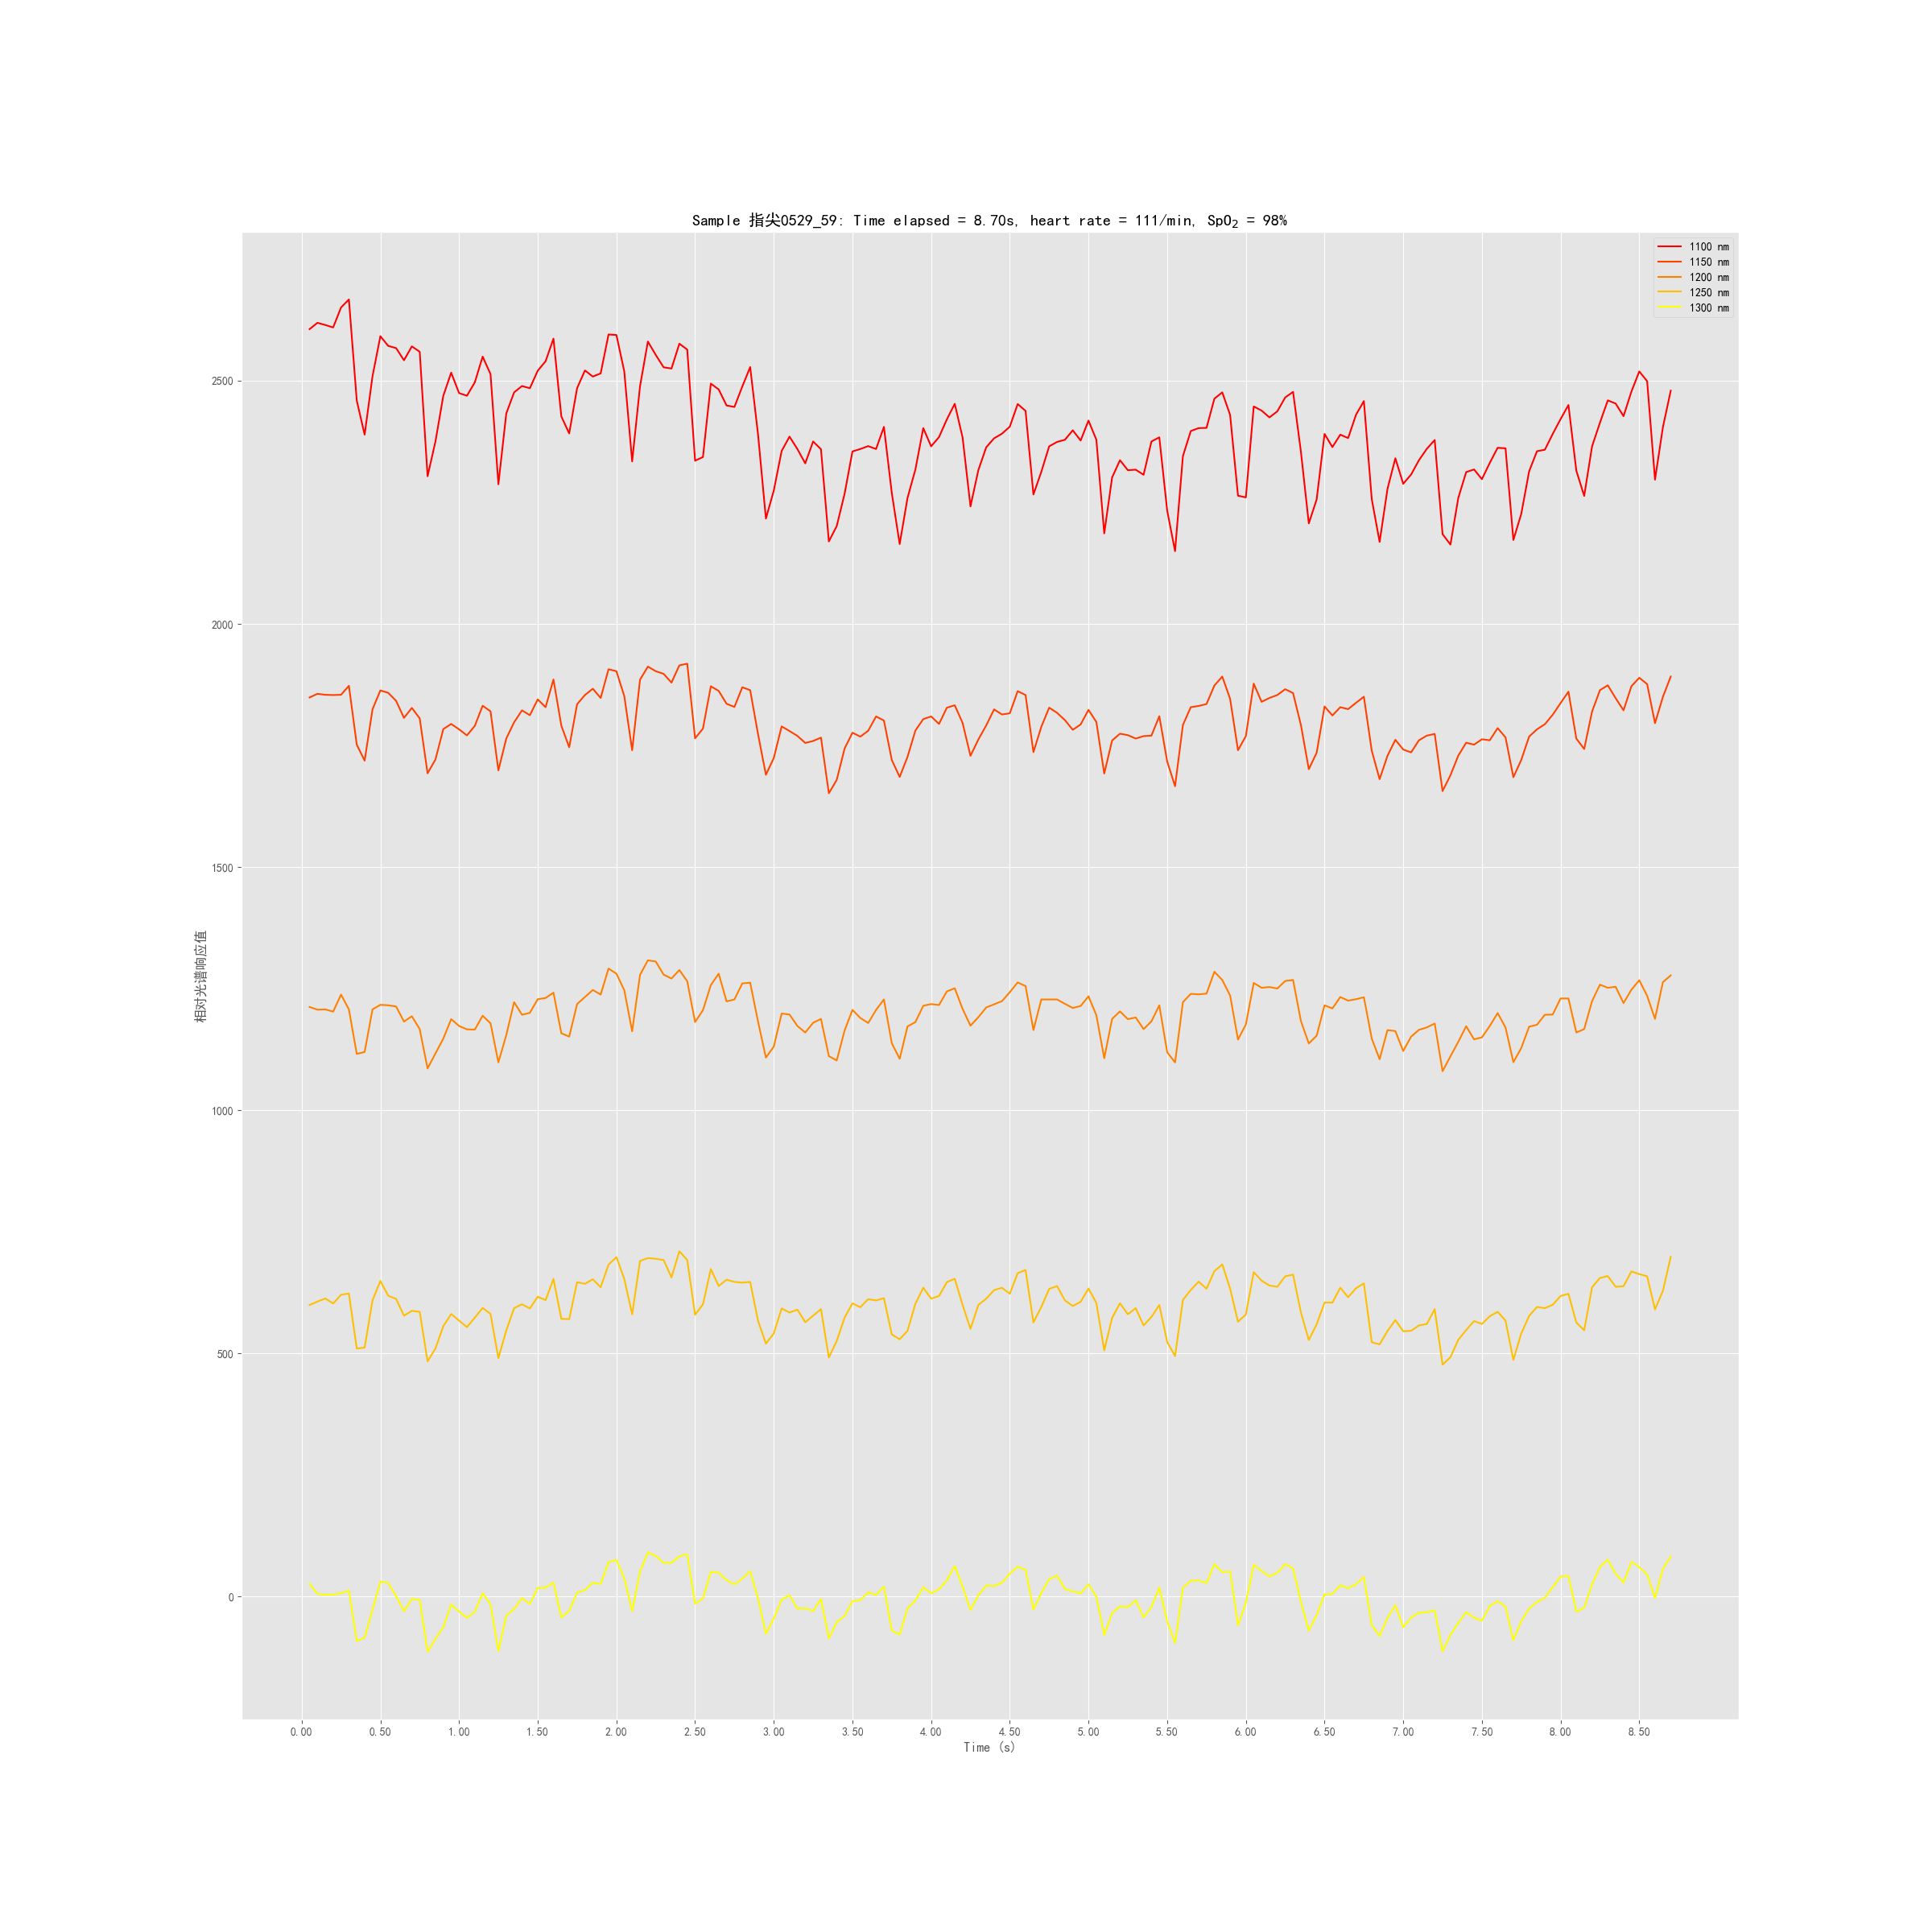 Sample 指尖0529_59: Time elapsed = 8.70s, heart rate = 111/min, SpO₂ = 98%
1100 nm
1150 nm
1200 nm
1250 nm
1300 nm
2500
2000
1500
1000
500
0
相对光谱响应值
0.00 0.50 1.00 1.50 2.00 2.50 3.00 3.50 4.00 4.50 5.00 5.50 6.00 6.50 7.00 7.50 8.00 8.50
Time (s)